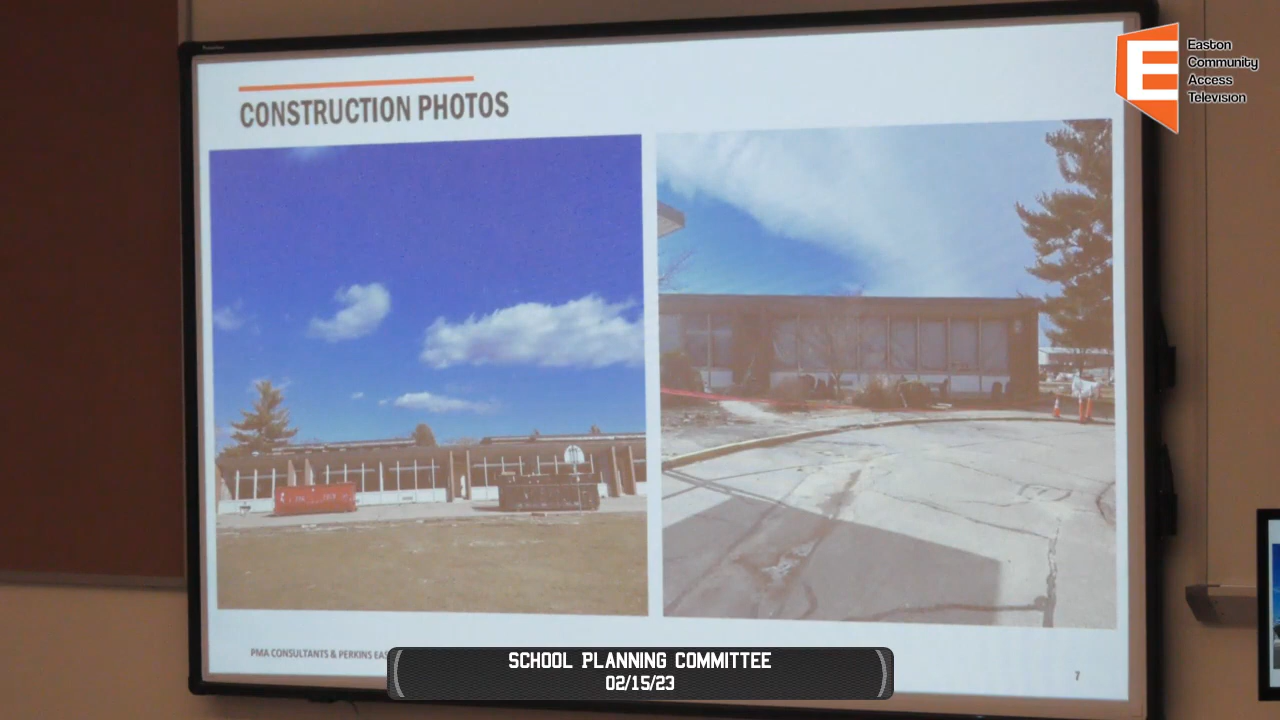 Easton
Community
Access
Television
E
CONSTRUCTION PHOTOS
PMA CONSULTANTS & PERKINS EAS
7
SCHOOL PLANNING COMMITTEE
02/15/23